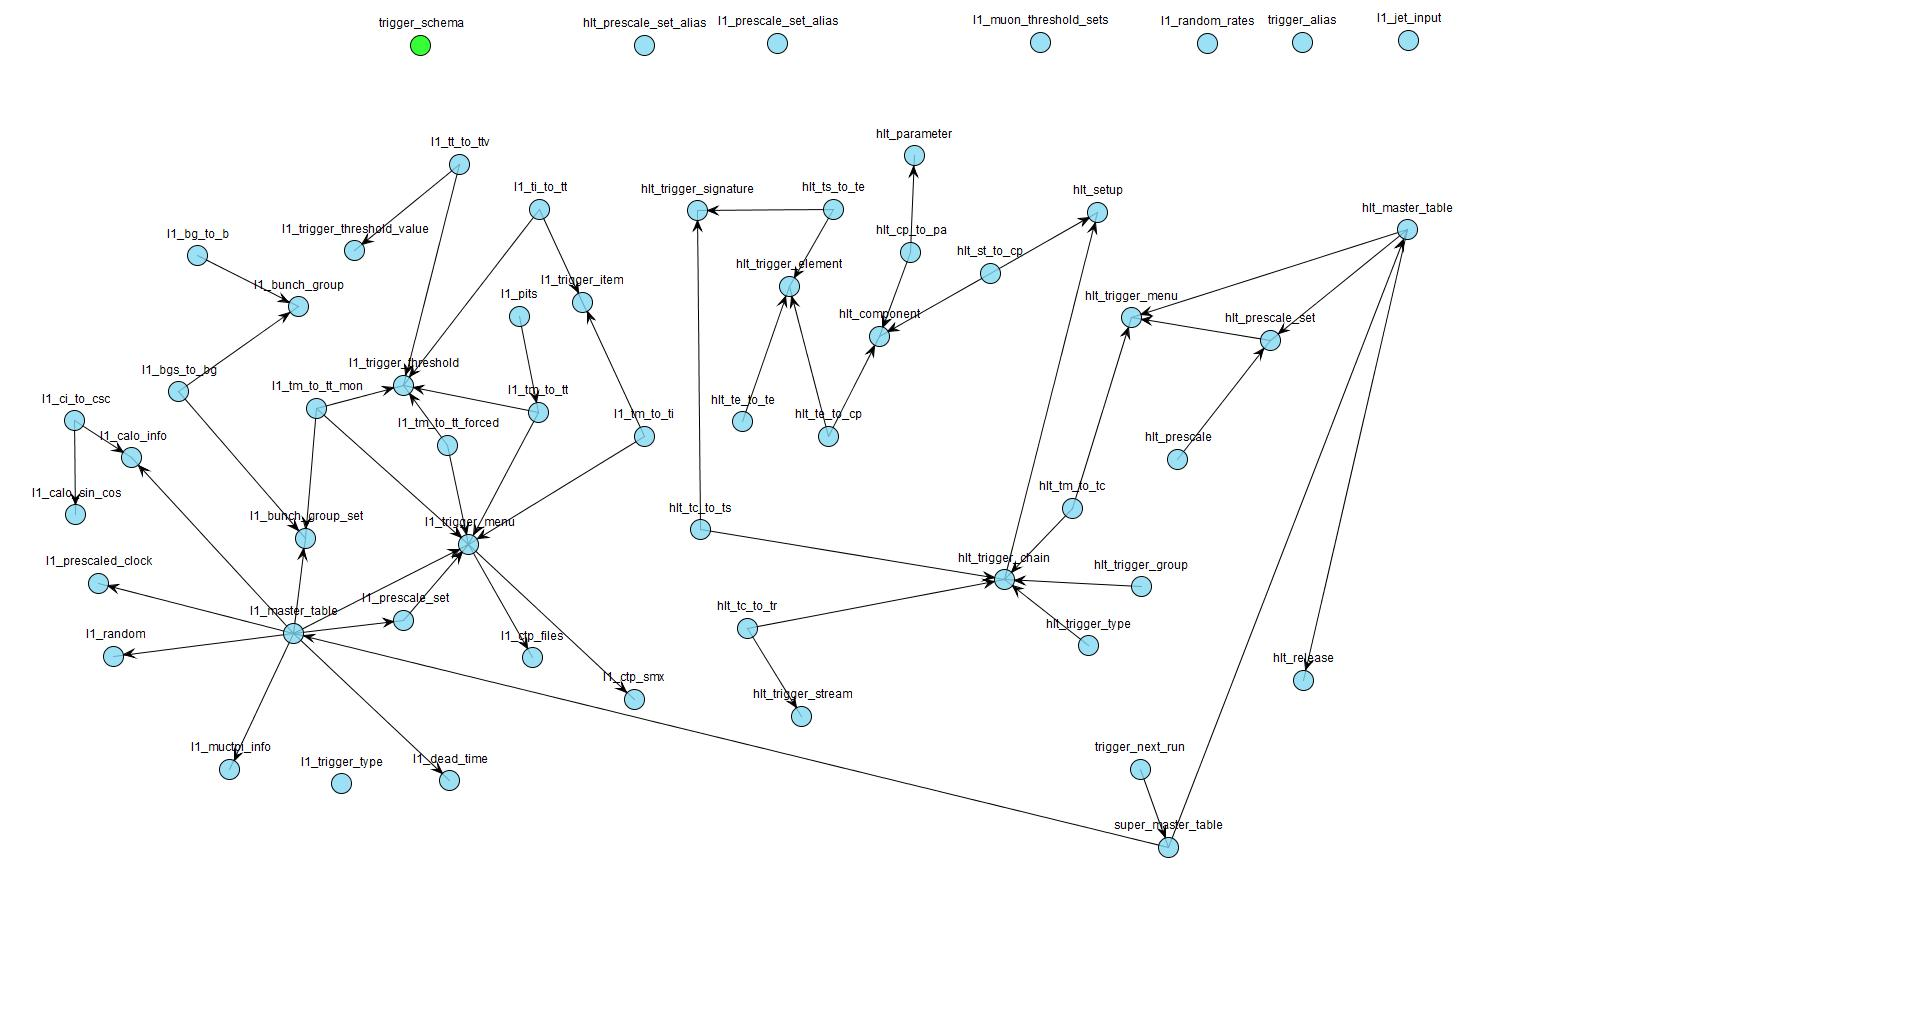 trigger_schema
hlt_prescale_set_alias
l1_prescale_set_alias
l1_muon_threshold_sets
l1_random_rates
trigger_alias
l1_jet_input
l1_tt_to_ttv
hlt_parameter
l1_ti_to_tt
hlt_trigger_signature
hlt_ts_to_te
hlt_setup
hlt_master_table
l1_bg_to_b
l1_trigger_threshold_value
hlt_cp_to_pa
hlt_st_to_cp
hlt_trigger_element
l1_bunch_group
l1_pits
l1_trigger_item
hlt_trigger_menu
hlt_component
hlt_prescale_set
l1_bgs_to_bg
l1_trigger_threshold
l1_ci_to_csc
l1_tm_to_tt_mon
l1_tm_to_tt
hlt_te_to_te
l1_tm_to_ti
hlt_te_to_cp
l1_calo_info
l1_tm_to_tt_forced
hlt_prescale
l1_calo_sin_cos
hlt_tm_to_tc
l1_bunch_group_set
l1_trigger_menu
hlt_tc_to_ts
l1_prescaled_clock
hlt_trigger_chain
hlt_trigger_group
l1_master_table
l1_prescale_set
hlt_tc_to_tr
l1_random
l1_ctp_files
hlt_trigger_type
hlt_release
l1_ctp_smx
hlt_trigger_stream
l1_muctpi_info
l1_trigger_type
l1_dead_time
trigger_next_run
super_master_table